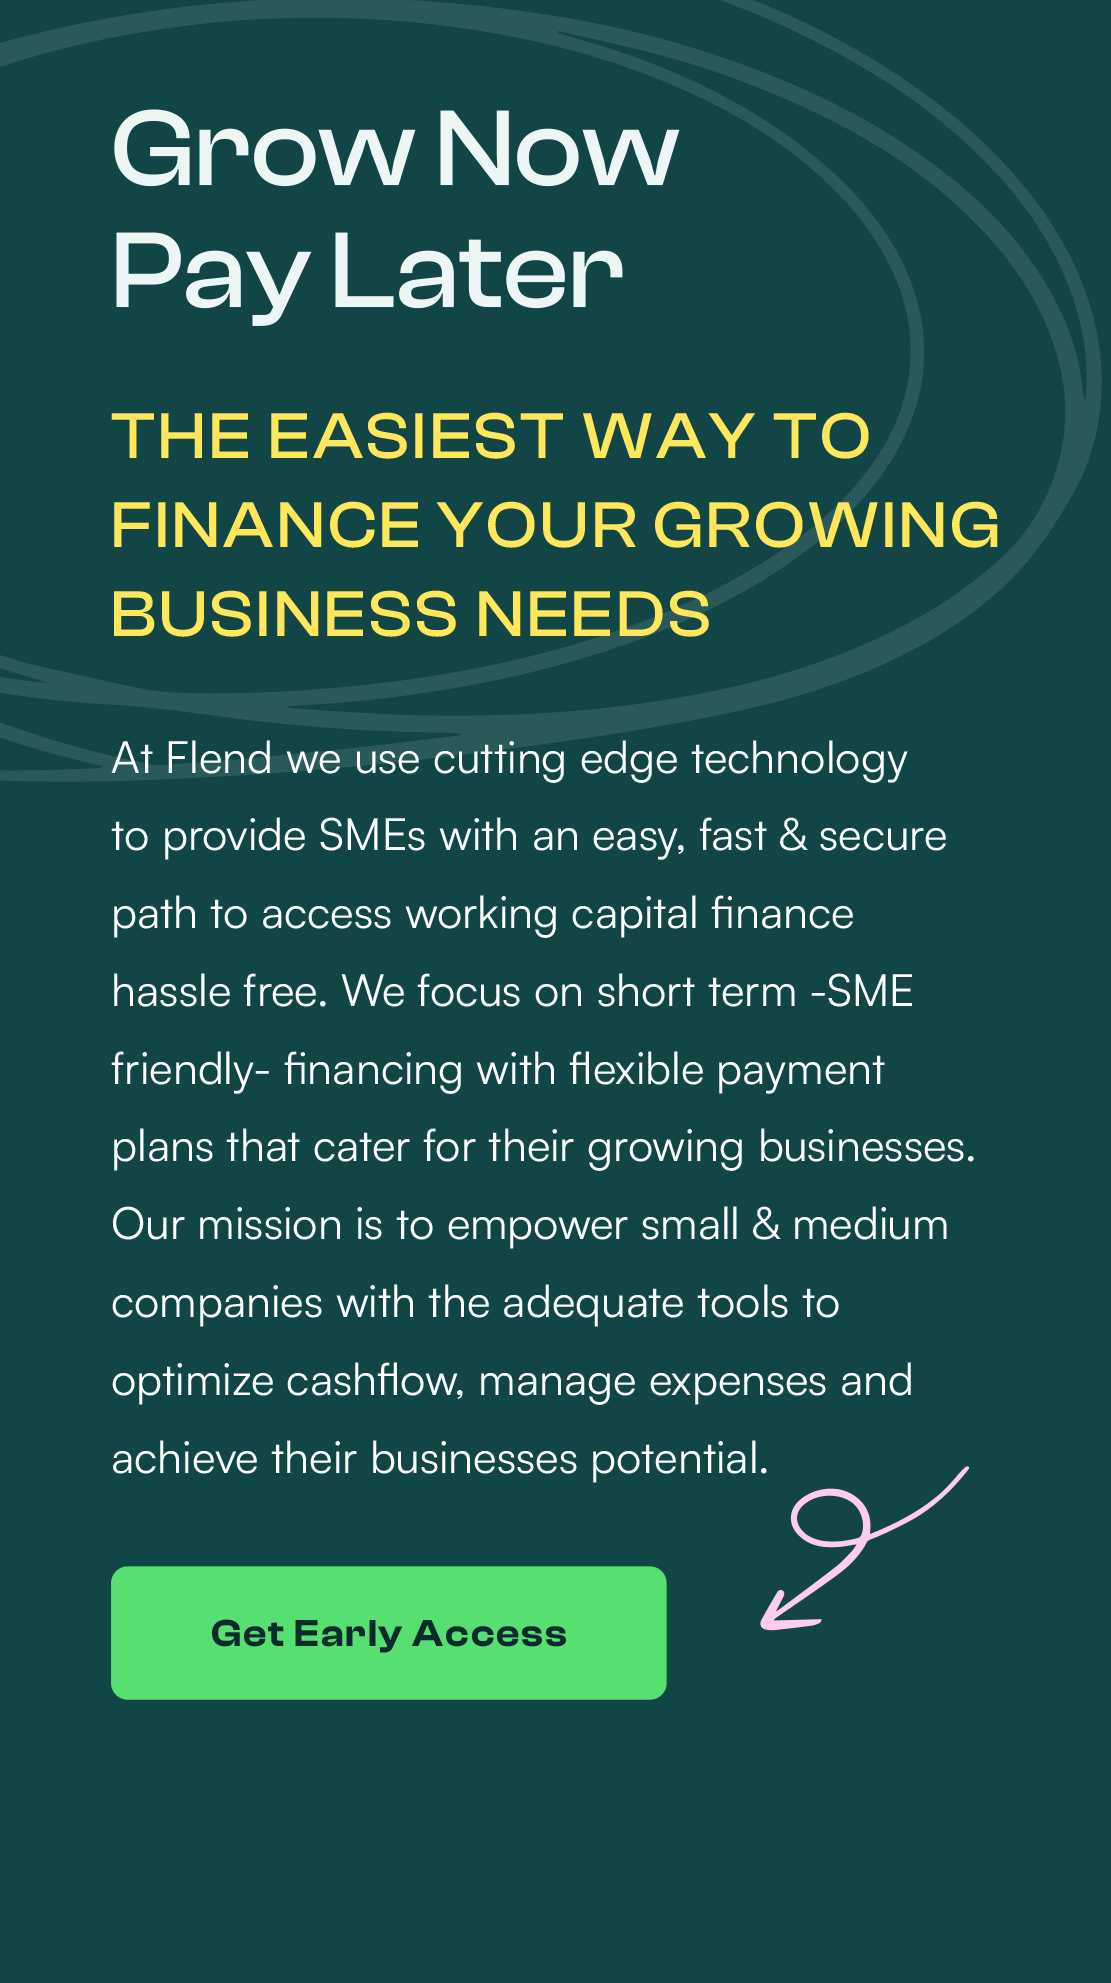 Grow Now
Pay Later
THE EASIEST WAY TO
FINANCE YOUR GROWING
BUSINESS NEEDS
At Flend we use cutting edge technology
to provide SMEs with an easy, fast & secure
path to access working capital finance
hassle free. We focus on short term -SME
friendly- financing with flexible payment
plans that cater for their growing businesses.
Our mission is to empower small & medium
companies with the adequate tools to
optimize cashflow, manage expenses and
achieve their businesses potential.
Get Early Access